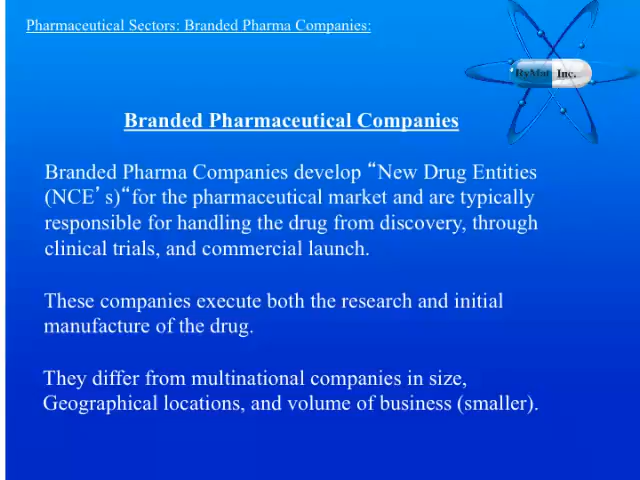 Pharmaceutical Sectors: Branded Pharma Companies:
RyMat Inc.
Branded Pharmaceutical Companies
Branded Pharma Companies develop “New Drug Entities
(NCE’s)“for the pharmaceutical market and are typically
responsible for handling the drug from discovery, through
clinical trials, and commercial launch.
These companies execute both the research and initial
manufacture of the drug.
They differ from multinational companies in size,
Geographical locations, and volume of business (smaller).